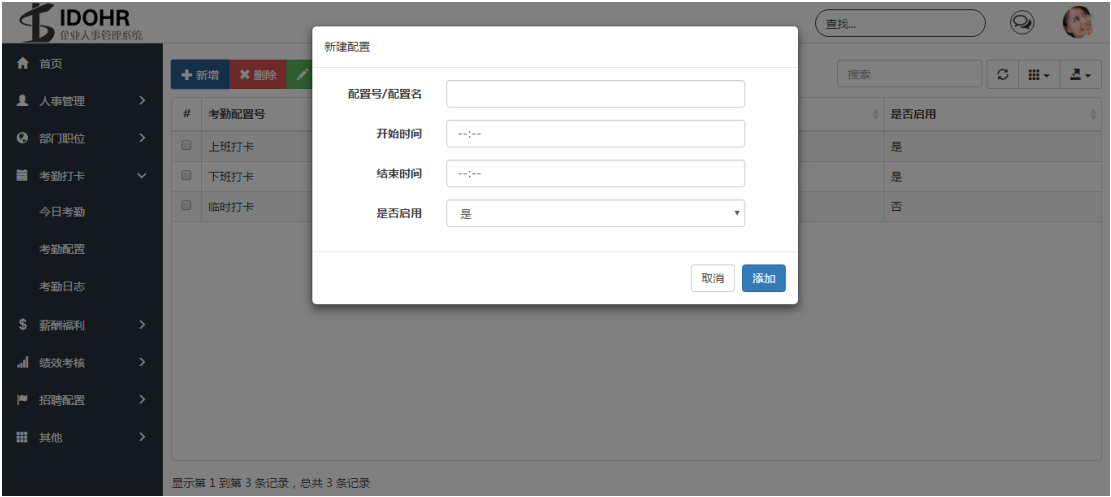 IDOHR
企业人事管理系统
查找...
首页
人事管理
部门职位
考勤打卡
今日考勤
考勤配置
考勤日志
薪酬福利
绩效考核
招聘配置
其他
新增 删除
搜索
# 考勤配置号 是否启用
上班打卡 是
下班打卡 是
临时打卡 否
新建配置
配置号/配置名
开始时间 --:--
结束时间 --:--
是否启用 是
取消 添加
显示第 1 到第 3 条记录，总共 3 条记录